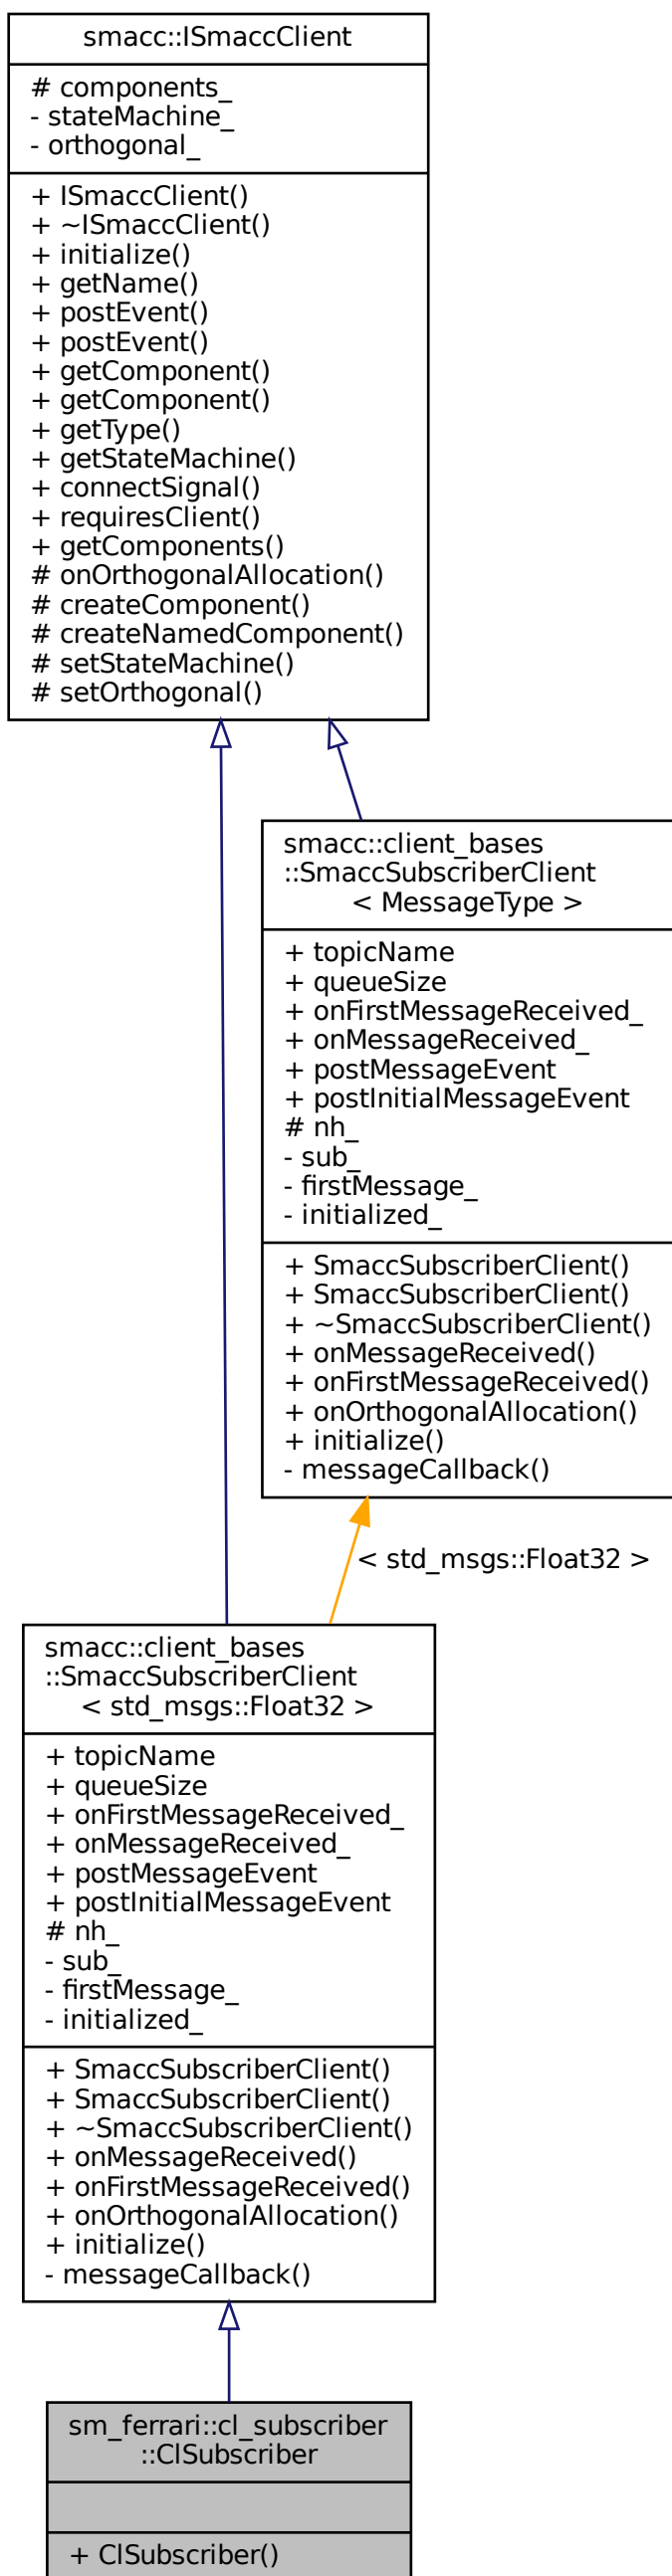 smacc::ISmaccClient
# components_
- stateMachine_
- orthogonal_
+ ISmaccClient()
+ ~ISmaccClient()
+ initialize()
+ getName()
+ postEvent()
+ postEvent()
+ getComponent()
+ getComponent()
+ getType()
+ getStateMachine()
+ connectSignal()
+ requiresClient()
+ getComponents()
# onOrthogonalAllocation()
# createComponent()
# createNamedComponent()
# setStateMachine()
# setOrthogonal()
smacc::client_bases
::SmaccSubscriberClient
< MessageType >
+ topicName
+ queueSize
+ onFirstMessageReceived_
+ onMessageReceived_
+ postMessageEvent
+ postInitialMessageEvent
# nh_
- sub_
- firstMessage_
- initialized_
+ SmaccSubscriberClient()
+ SmaccSubscriberClient()
+ ~SmaccSubscriberClient()
+ onMessageReceived()
+ onFirstMessageReceived()
+ onOrthogonalAllocation()
+ initialize()
- messageCallback()
< std_msgs::Float32 >
smacc::client_bases
::SmaccSubscriberClient
< std_msgs::Float32 >
+ topicName
+ queueSize
+ onFirstMessageReceived_
+ onMessageReceived_
+ postMessageEvent
+ postInitialMessageEvent
# nh_
- sub_
- firstMessage_
- initialized_
+ SmaccSubscriberClient()
+ SmaccSubscriberClient()
+ ~SmaccSubscriberClient()
+ onMessageReceived()
+ onFirstMessageReceived()
+ onOrthogonalAllocation()
+ initialize()
- messageCallback()
sm_ferrari::cl_subscriber
::ClSubscriber
+ ClSubscriber()